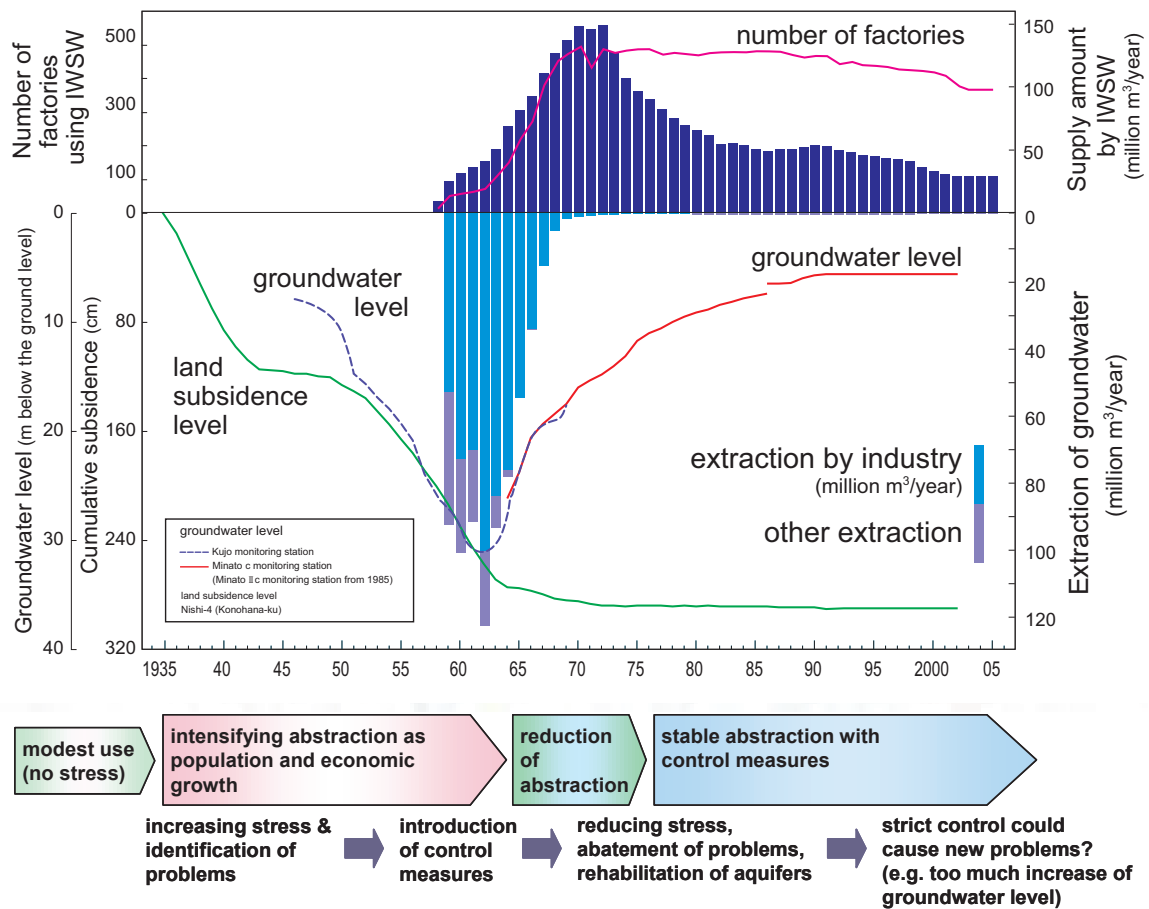 Number of
factories
using IWSW
500
300
100
0
number of factories
150
100
50
0
Supply amount
by IWSW
(million m³/year)
0
10
20
30
40
Groundwater level (m below the ground level)
0
80
160
240
320
Cumulative subsidence (cm)
groundwater
level
land
subsidence
level
groundwater level
20
40
60
80
100
120
Extraction of groundwater
(million m³/year)
extraction by industry
(million m³/year)
other extraction
groundwater level
Kujo monitoring station
Minato c monitoring station
(Minato II c monitoring station from 1985)
land subsidence level
Nishi-4 (Konohana-ku)
1935 40 45 50 55 60 65 70 75 80 85 90 95 2000 05
modest use
(no stress)
intensifying abstraction as
population and economic
growth
reduction
of
abstraction
stable abstraction with
control measures
increasing stress &
identification of
problems
introduction
of control
measures
reducing stress,
abatement of problems,
rehabilitation of aquifers
strict control could
cause new problems?
(e.g. too much increase of
groundwater level)